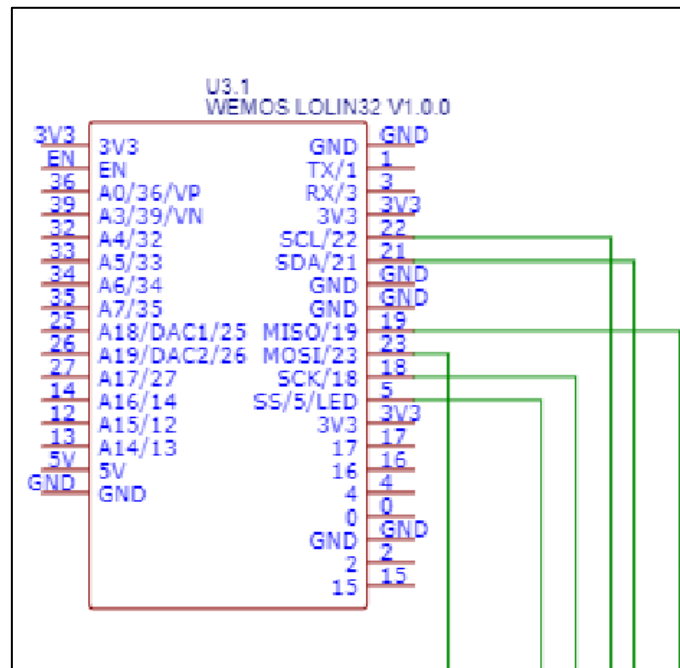 U3.1
WEMOS LOLIN32 V1.0.0
3V3 3V3 GND GND
EN EN TX/1 1
36 A0/36/VP RX/3 3
39 A3/39/VN 3V3 3V3
32 A4/32 SCL/22 22
33 A5/33 SDA/21 21
34 A6/34 GND GND
35 A7/35 GND GND
25 A18/DAC1/25 MISO/19 19
26 A19/DAC2/26 MOSI/23 23
27 A17/27 SCK/18 18
14 A16/14 SS/5/LED 5
12 A15/12 3V3 3V3
13 A14/13 17 17
5V 5V 16 16
GND GND 4 4
0 0
GND GND
2 2
15 15